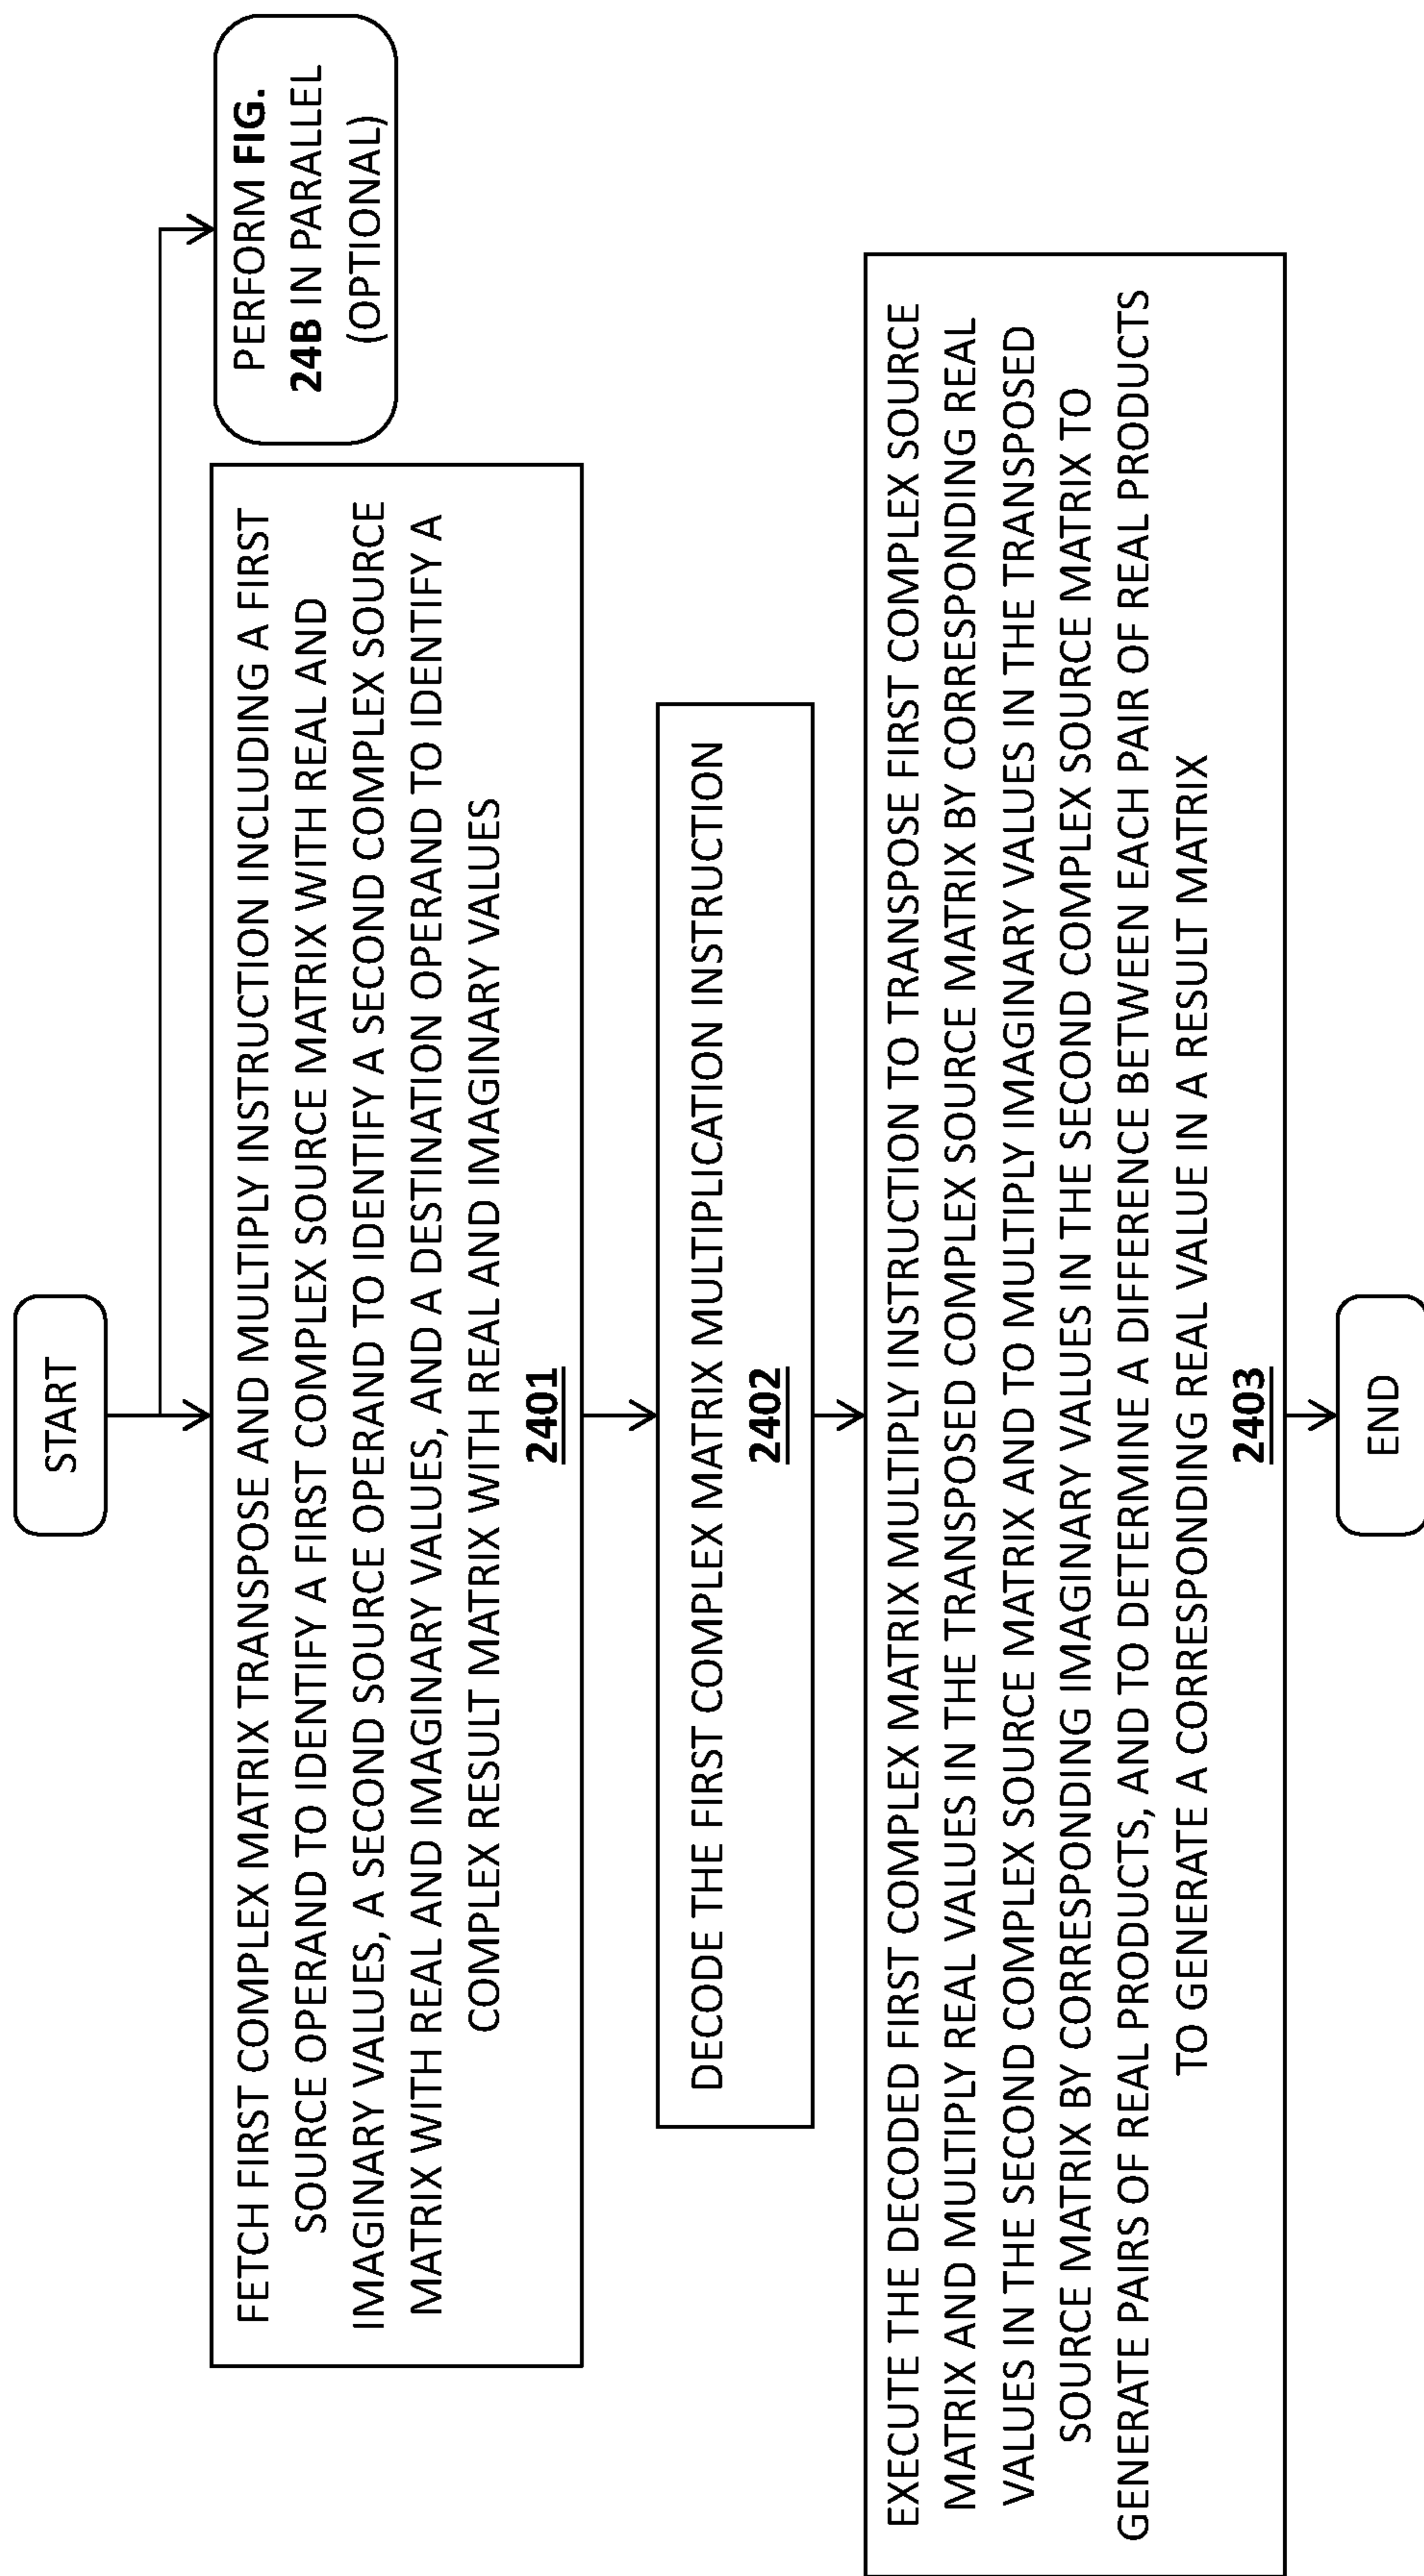 START
PERFORM FIG.
24B IN PARALLEL
(OPTIONAL)
FETCH FIRST COMPLEX MATRIX TRANSPOSE AND MULTIPLY INSTRUCTION INCLUDING A FIRST
SOURCE OPERAND TO IDENTIFY A FIRST COMPLEX SOURCE MATRIX WITH REAL AND
IMAGINARY VALUES, A SECOND SOURCE OPERAND TO IDENTIFY A SECOND COMPLEX SOURCE
MATRIX WITH REAL AND IMAGINARY VALUES, AND A DESTINATION OPERAND TO IDENTIFY A
COMPLEX RESULT MATRIX WITH REAL AND IMAGINARY VALUES
2401
DECODE THE FIRST COMPLEX MATRIX MULTIPLICATION INSTRUCTION
2402
EXECUTE THE DECODED FIRST COMPLEX MATRIX MULTIPLY INSTRUCTION TO TRANSPOSE FIRST COMPLEX SOURCE
MATRIX AND MULTIPLY REAL VALUES IN THE TRANSPOSED COMPLEX SOURCE MATRIX BY CORRESPONDING REAL
VALUES IN THE SECOND COMPLEX SOURCE MATRIX AND TO MULTIPLY IMAGINARY VALUES IN THE TRANSPOSED
SOURCE MATRIX BY CORRESPONDING IMAGINARY VALUES IN THE SECOND COMPLEX SOURCE MATRIX TO
GENERATE PAIRS OF REAL PRODUCTS, AND TO DETERMINE A DIFFERENCE BETWEEN EACH PAIR OF REAL PRODUCTS
TO GENERATE A CORRESPONDING REAL VALUE IN A RESULT MATRIX
2403
END